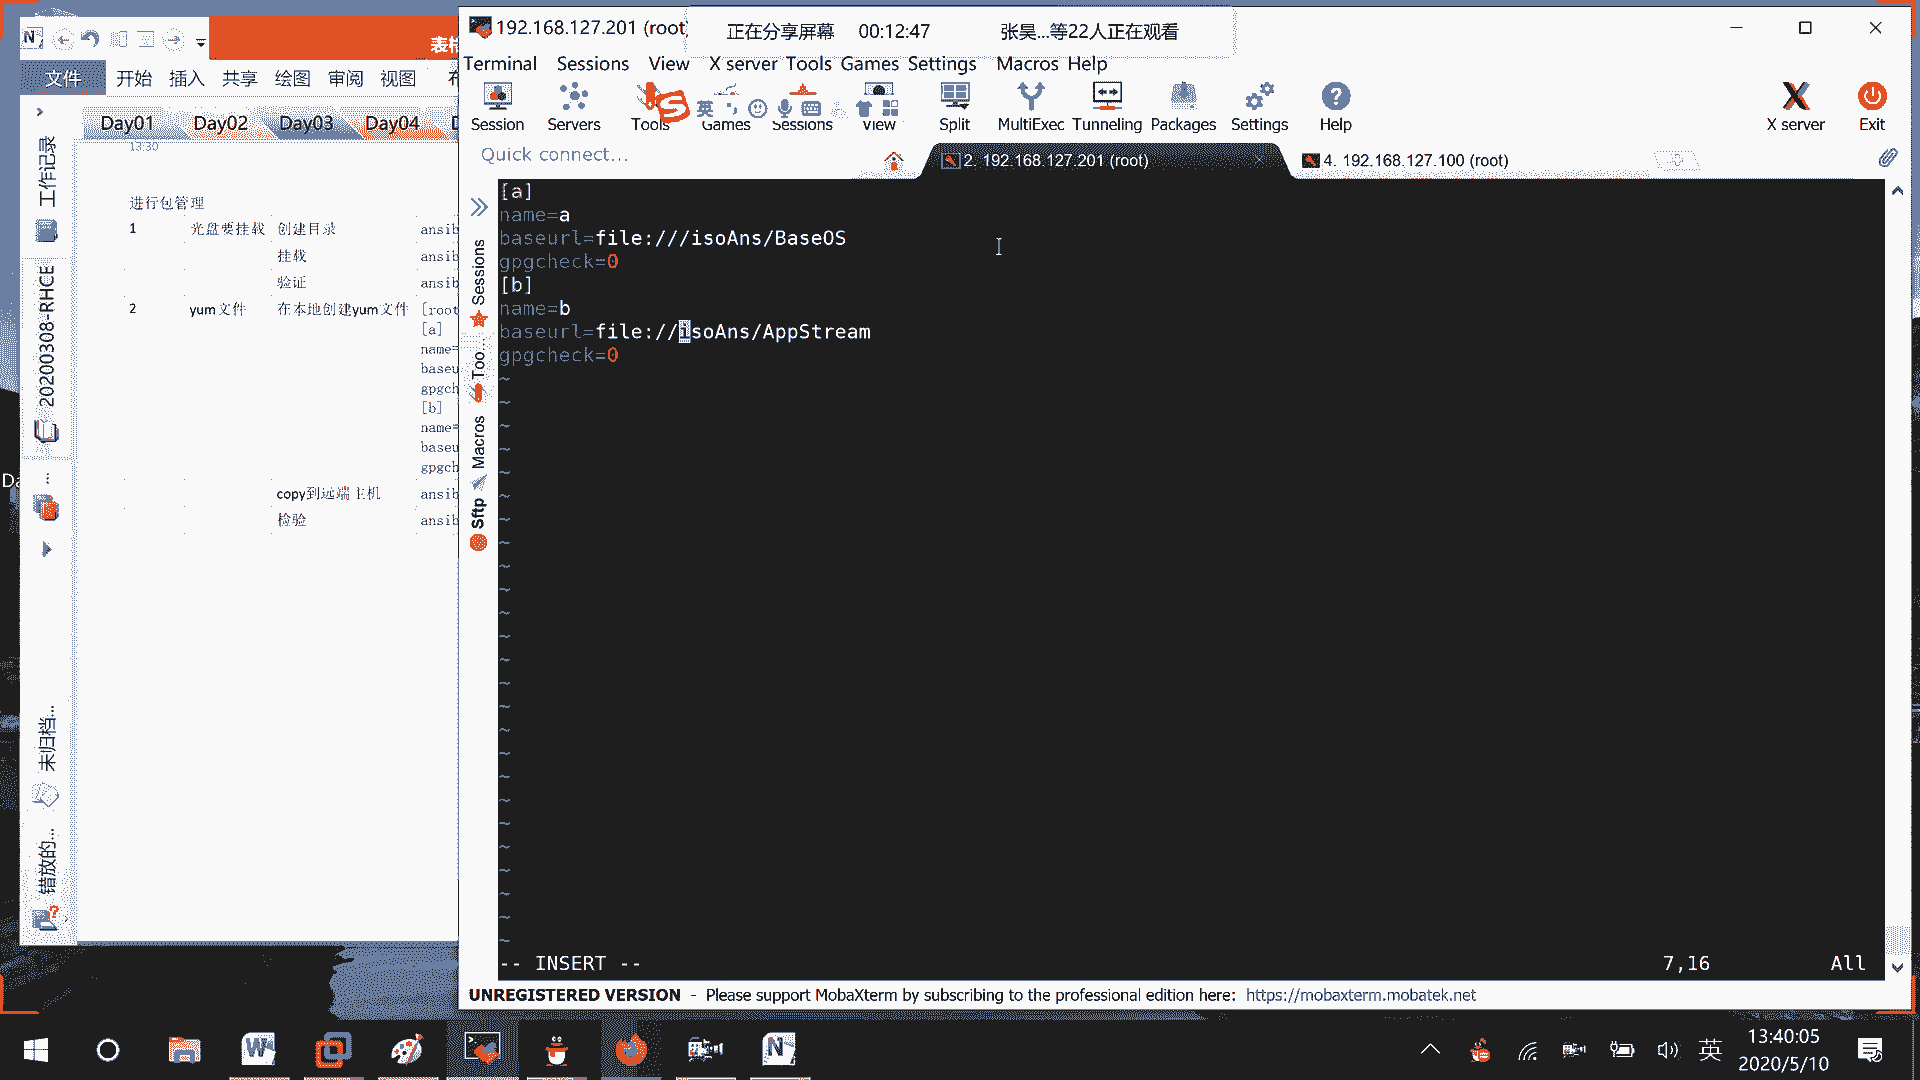 192.168.127.201 (root
正在分享屏幕 00:12:47 张昊...等22人正在观看
Terminal Sessions View X server Tools Games Settings Macros Help
Session Servers Tools Games Sessions View Split MultiExec Tunneling Packages Settings Help X server Exit
英
Quick connect...
2. 192.168.127.201 (root)
4. 192.168.127.100 (root)
表格
文件 开始 插入 共享 绘图 审阅 视图
Day01 Day02 Day03 Day04
13:30
进行包管理
1 光盘要挂载 创建目录 ansib
挂载 ansib
验证 ansib
2 yum文件 在本地创建yum文件 [root
[a]
name=
baseu
gpgch
[b]
name=
baseu
gpgch
copy到远端主机 ansib
检验 ansib
工作记录
20200308-RHCE
...
未归档...
错放的...
Sessions
Too...
Macros
Sftp
[a]
name=a
baseurl=file:///isoAns/BaseOS
gpgcheck=0
[b]
name=b
baseurl=file://isoAns/AppStream
gpgcheck=0
-- INSERT -- 7,16 All
UNREGISTERED VERSION - Please support MobaXterm by subscribing to the professional edition here: https://mobaxterm.mobatek.net
英
13:40:05
2020/5/10